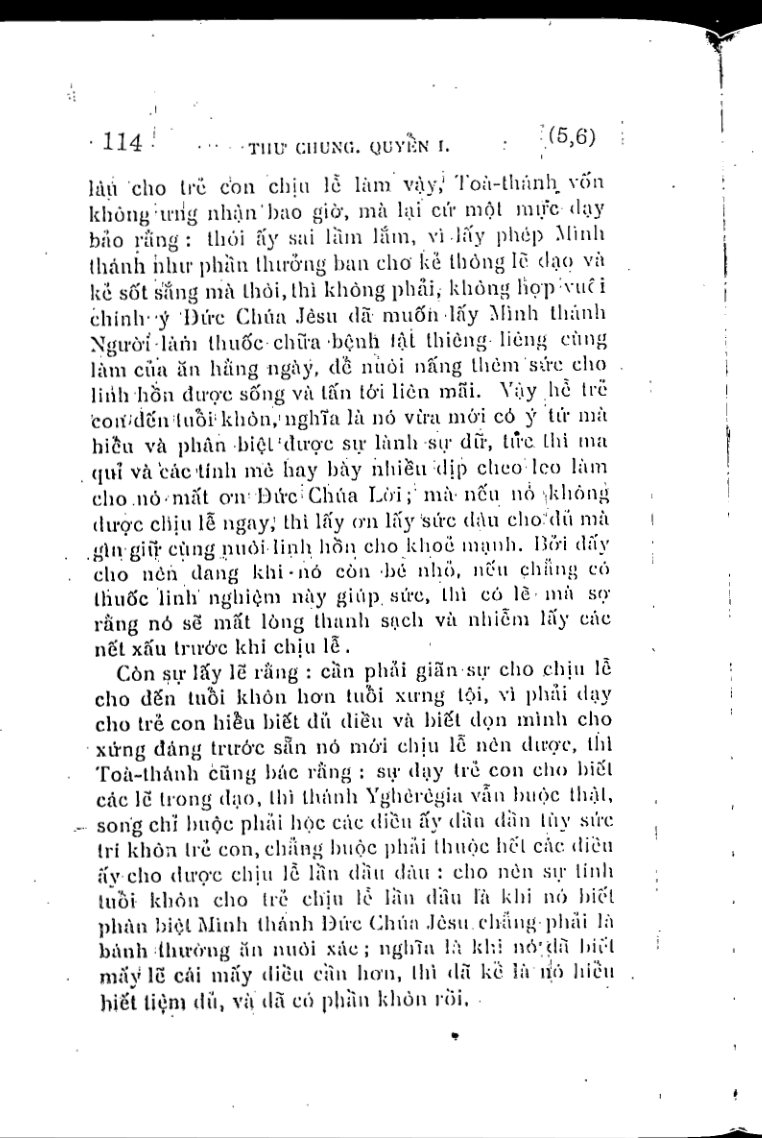 114 THƯ CHUNG. QUYỀN I. (5,6)
lâu cho trẻ con chịu lễ làm vậy, Toà-thánh vốn
không ưng nhận bao giờ, mà lại cứ một mực dạy
bảo rằng : thói ấy sai lầm lắm, vì lấy phép Mình
thánh như phần thưởng ban cho kẻ thông lẽ đạo và
kẻ sốt sắng mà thôi, thì không phải, không hợp vuối
chính ý Đức Chúa Jêsu đã muốn lấy Mình thánh
Người làm thuốc chữa bệnh tật thiêng liêng cùng
làm của ăn hằng ngày, để nuôi nấng thêm sức cho
linh hồn được sống và tấn tới liên mãi. Vậy hễ trẻ
con đến tuổi khôn, nghĩa là nó vừa mới có ý tứ mà
hiểu và phân biệt được sự lành sự dữ, tức thì ma
quỉ và các tính mê hay bày nhiều dịp cheo leo làm
cho nó mất ơn Đức Chúa Lời ; mà nếu nó không
được chịu lễ ngay, thì lấy ơn lấy sức đâu cho đủ mà
gìn giữ cùng nuôi linh hồn cho khoẻ mạnh. Bởi đấy
cho nên đang khi nó còn bé nhỏ, nếu chẳng có
thuốc linh nghiệm này giúp sức, thì có lẽ mà sợ
rằng nó sẽ mất lòng thanh sạch và nhiễm lấy các
nết xấu trước khi chịu lễ .
Còn sự lấy lẽ rằng : cần phải giãn sự cho chịu lễ
cho đến tuổi khôn hơn tuổi xưng tội, vì phải dạy
cho trẻ con hiểu biết đủ điều và biết dọn mình cho
xứng đáng trước sẵn nó mới chịu lễ nên được, thì
Toà-thánh cũng bác rằng : sự dạy trẻ con cho biết
các lẽ trong đạo, thì thánh Yghêrêgia vẫn buộc thật,
song chỉ buộc phải học các điều ấy dần dần tùy sức
trí khôn trẻ con, chẳng buộc phải thuộc hết các điều
ấy cho được chịu lễ lần đầu đâu : cho nên sự tính
tuổi khôn cho trẻ chịu lễ lần đầu là khi nó biết
phân biệt Mình thánh Đức Chúa Jêsu chẳng phải là
bánh thường ăn nuôi xác ; nghĩa là khi nó đã biết
mấy lẽ cái mấy điều cần hơn, thì đã kể là nó hiểu
biết tiệm đủ, và đã có phần khôn rồi.